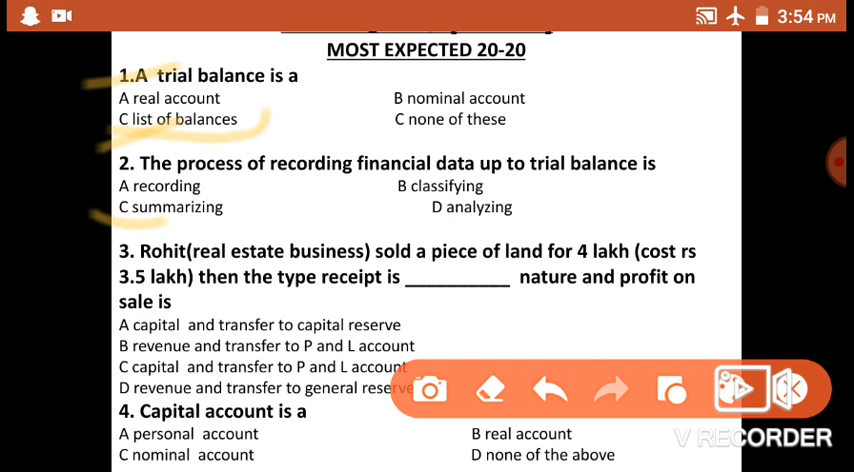 3:54 PM
MOST EXPECTED 20-20
1.A trial balance is a
A real account B nominal account
C list of balances C none of these
2. The process of recording financial data up to trial balance is
A recording B classifying
C summarizing D analyzing
3. Rohit(real estate business) sold a piece of land for 4 lakh (cost rs
3.5 lakh) then the type receipt is __________ nature and profit on
sale is
A capital and transfer to capital reserve
B revenue and transfer to P and L account
C capital and transfer to P and L account
D revenue and transfer to general reserve
4. Capital account is a
A personal account B real account
C nominal account D none of the above
V RECORDER